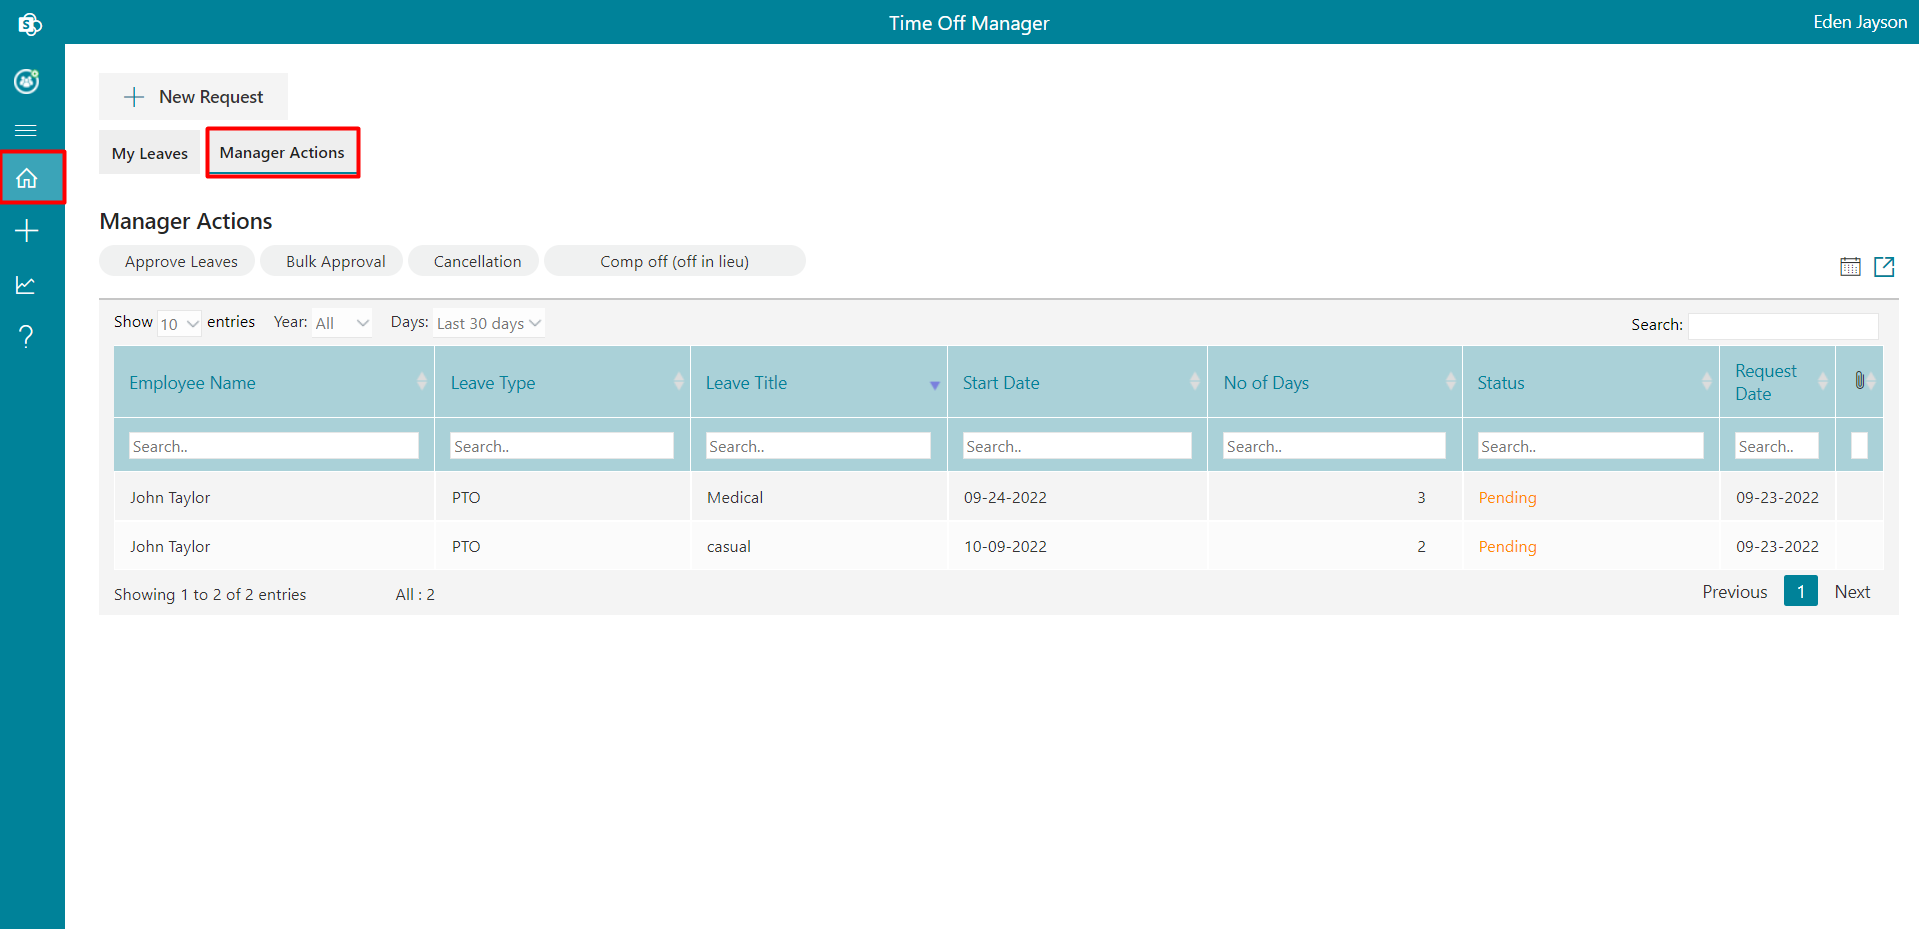 S
Time Off Manager
Eden Jayson
New Request
My Leaves
Manager Actions
Manager Actions
Approve Leaves
Bulk Approval
Cancellation
Comp off (off in lieu)
Show 10 entries Year: All Days: Last 30 days
Search:
Employee Name Leave Type Leave Title Start Date No of Days Status Request Date
Search.. Search.. Search.. Search.. Search.. Search.. Search..
John Taylor PTO Medical 09-24-2022 3 Pending 09-23-2022
John Taylor PTO casual 10-09-2022 2 Pending 09-23-2022
Showing 1 to 2 of 2 entries All : 2
Previous 1 Next